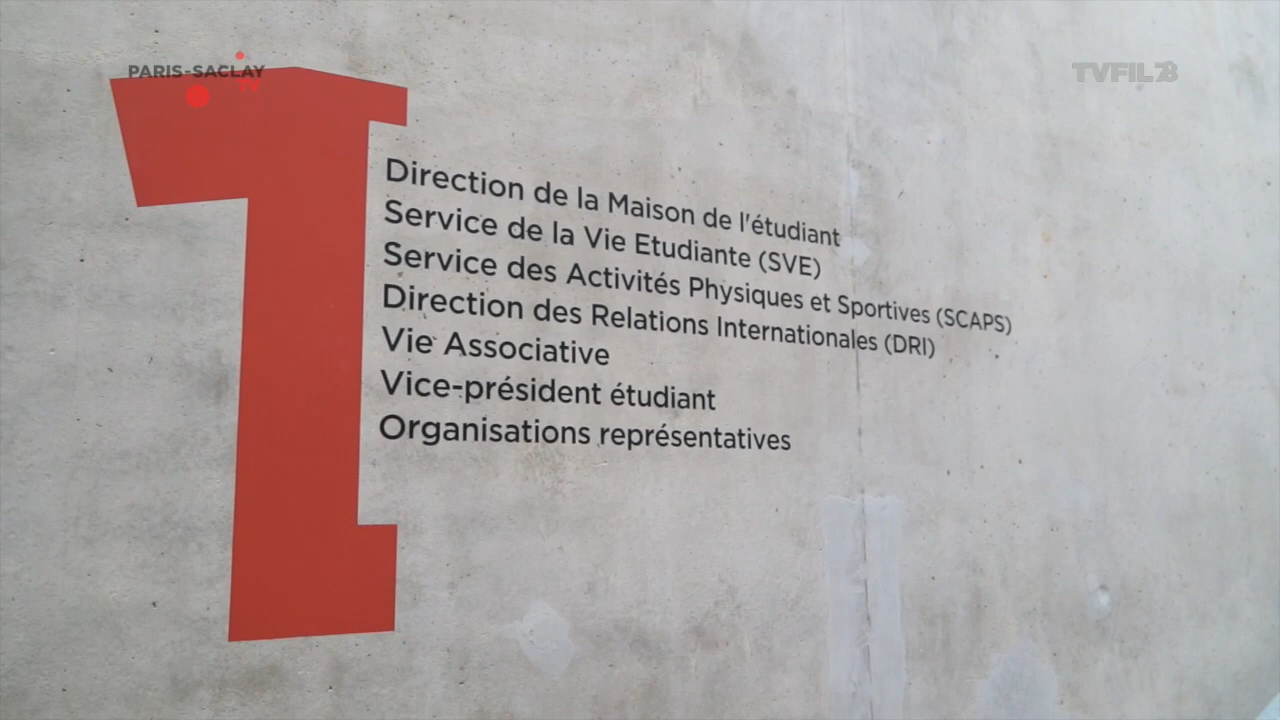 PARIS-SACLAY
TV
TVFIL78
1
Direction de la Maison de l'étudiant
Service de la Vie Etudiante (SVE)
Service des Activités Physiques et Sportives (SCAPS)
Direction des Relations Internationales (DRI)
Vie Associative
Vice-président étudiant
Organisations représentatives